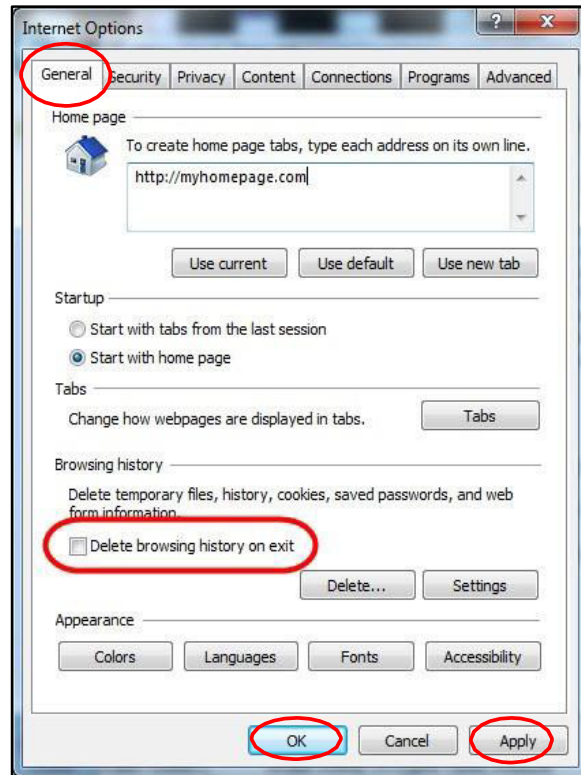 Internet Options
?
X
General Security Privacy Content Connections Programs Advanced
Home page
To create home page tabs, type each address on its own line.
http://myhomepage.com
Use current Use default Use new tab
Startup
Start with tabs from the last session
Start with home page
Tabs
Change how webpages are displayed in tabs. Tabs
Browsing history
Delete temporary files, history, cookies, saved passwords, and web
form information.
Delete browsing history on exit
Delete... Settings
Appearance
Colors Languages Fonts Accessibility
OK Cancel Apply